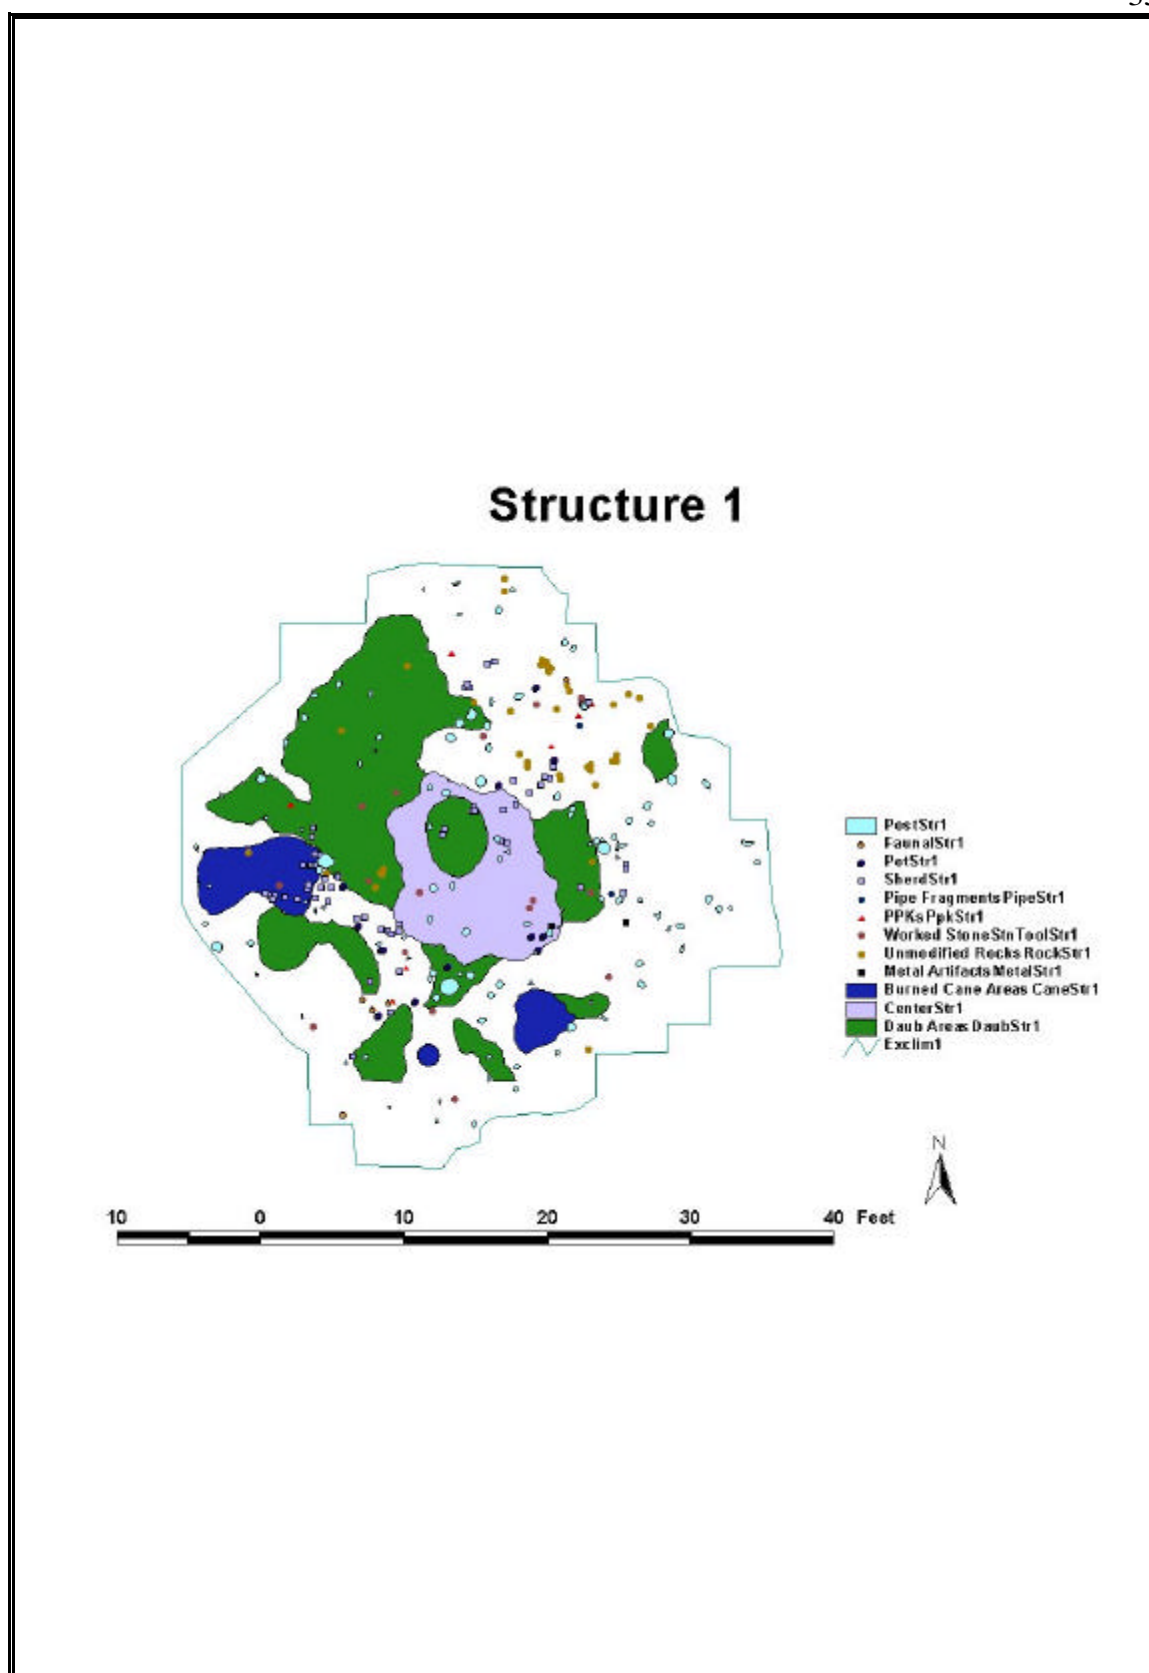 Structure 1
PostStr1
FaunalStr1
PotStr1
SherdStr1
Pipe Fragments PipeStr1
PPKs PpkStr1
Worked Stone StnToolStr1
Unmodified Rocks RockStr1
Metal Artifacts MetalStr1
Burned Cane Areas CaneStr1
CenterStr1
Daub Areas DaubStr1
Exclim1
N
10 0 10 20 30 40 Feet